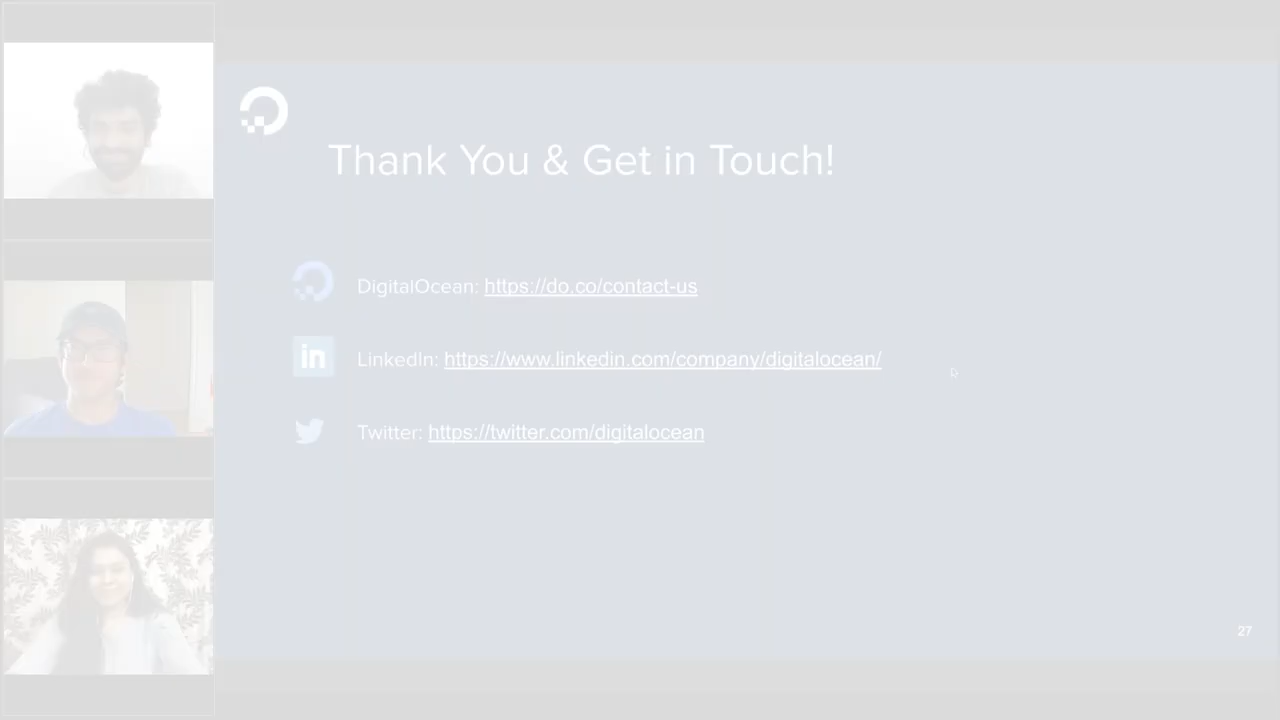 Thank You & Get in Touch!
DigitalOcean: https://do.co/contact-us
in
LinkedIn: https://www.linkedin.com/company/digitalocean/
Twitter: https://twitter.com/digitalocean
27